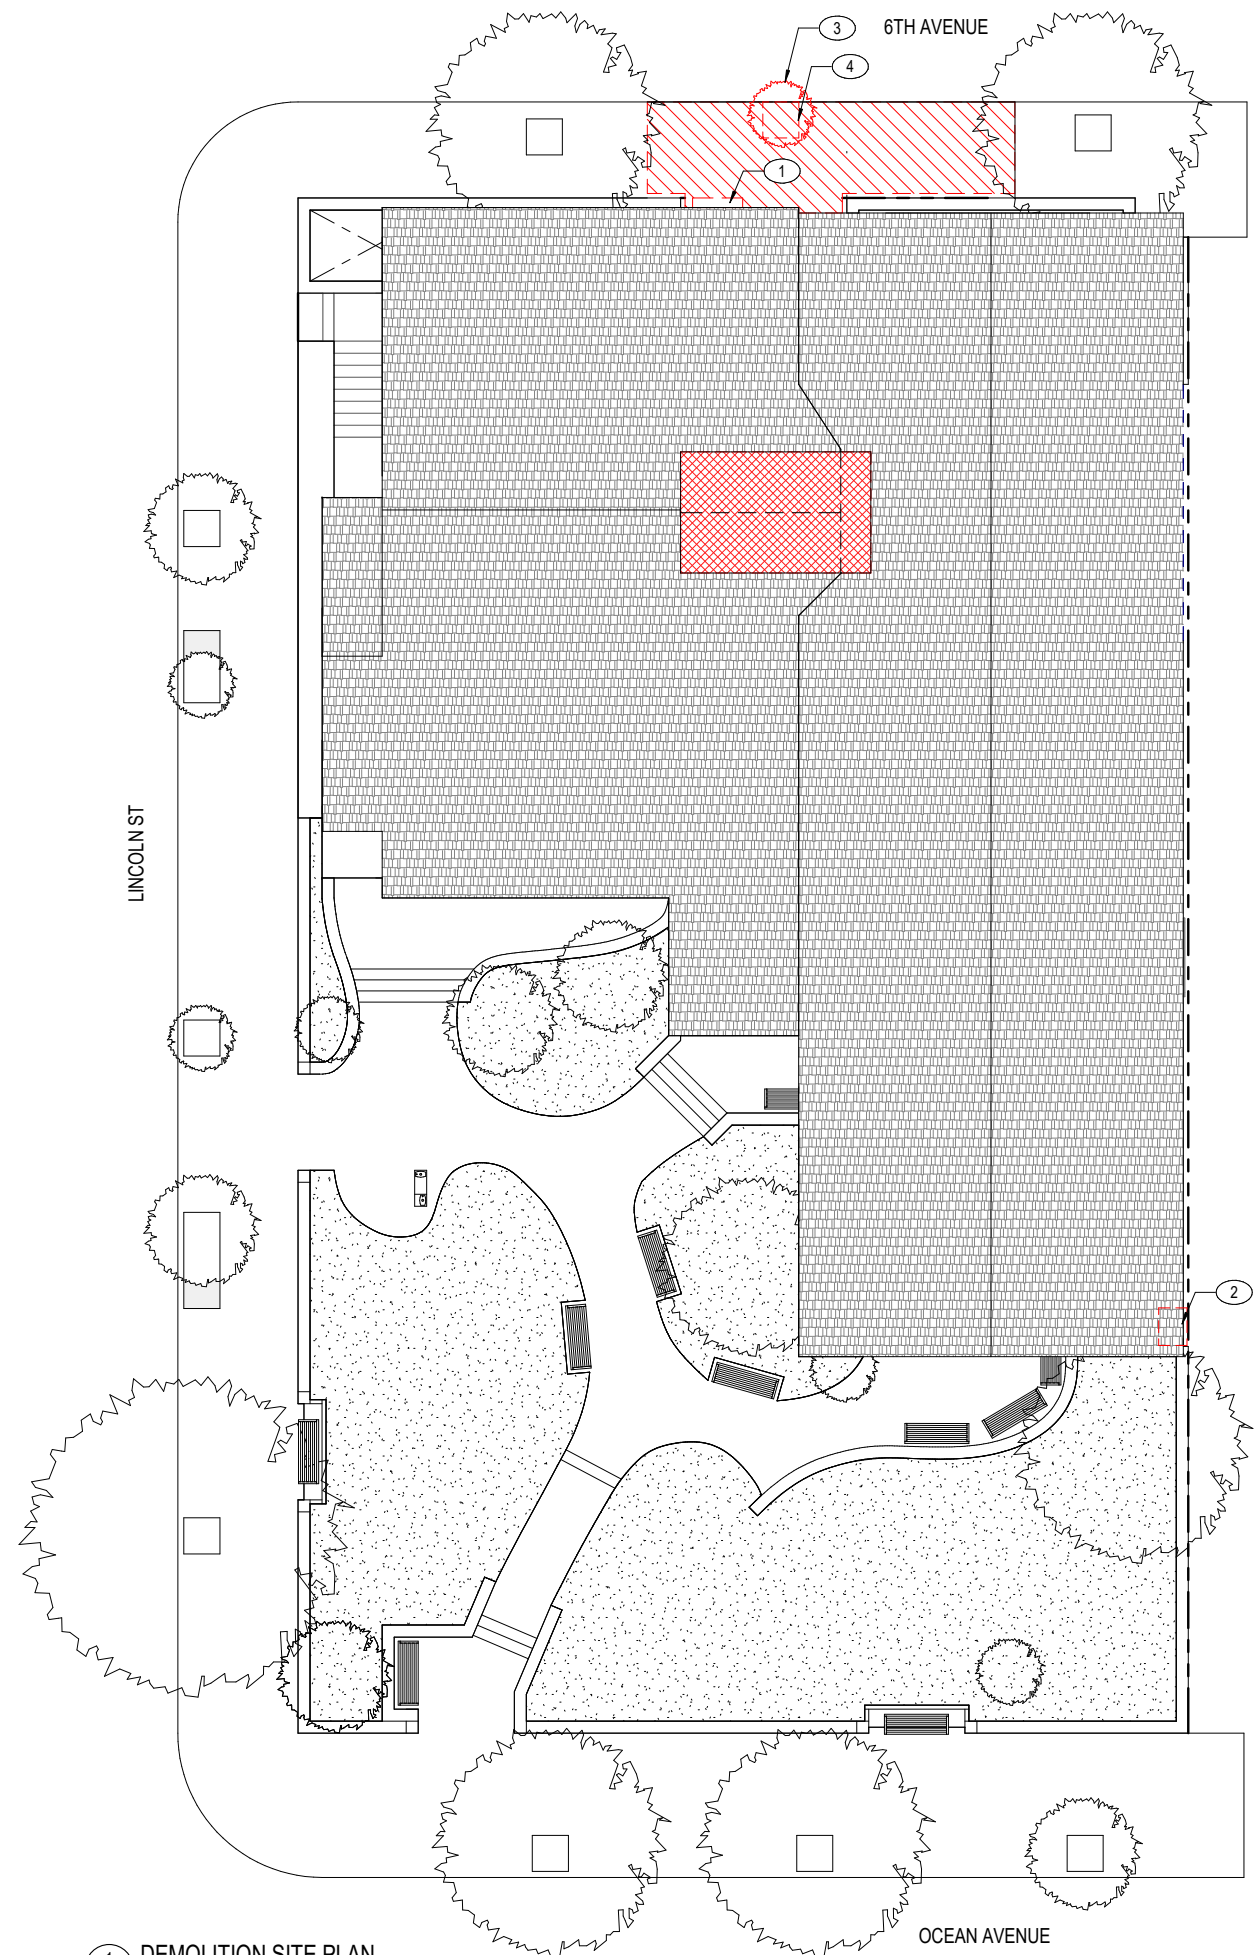 3
6TH AVENUE
4
1
LINCOLN ST
2
OCEAN AVENUE
DEMOLITION SITE PLAN